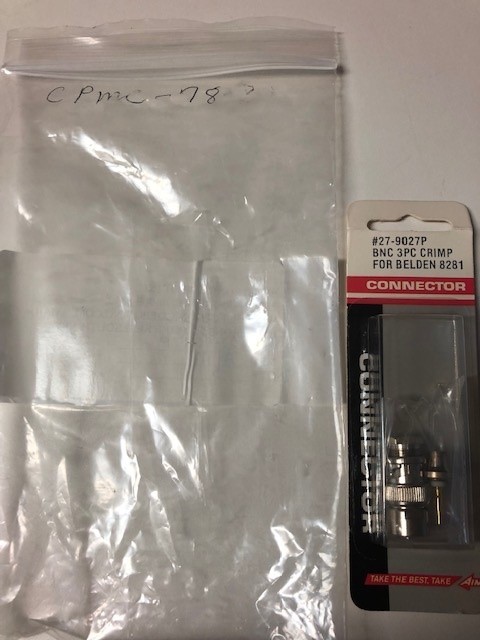 CPMC-78
#27-9027P
BNC 3PC CRIMP
FOR BELDEN 8281
CONNECTOR
CONNECTOR
TAKE THE BEST, TAKE